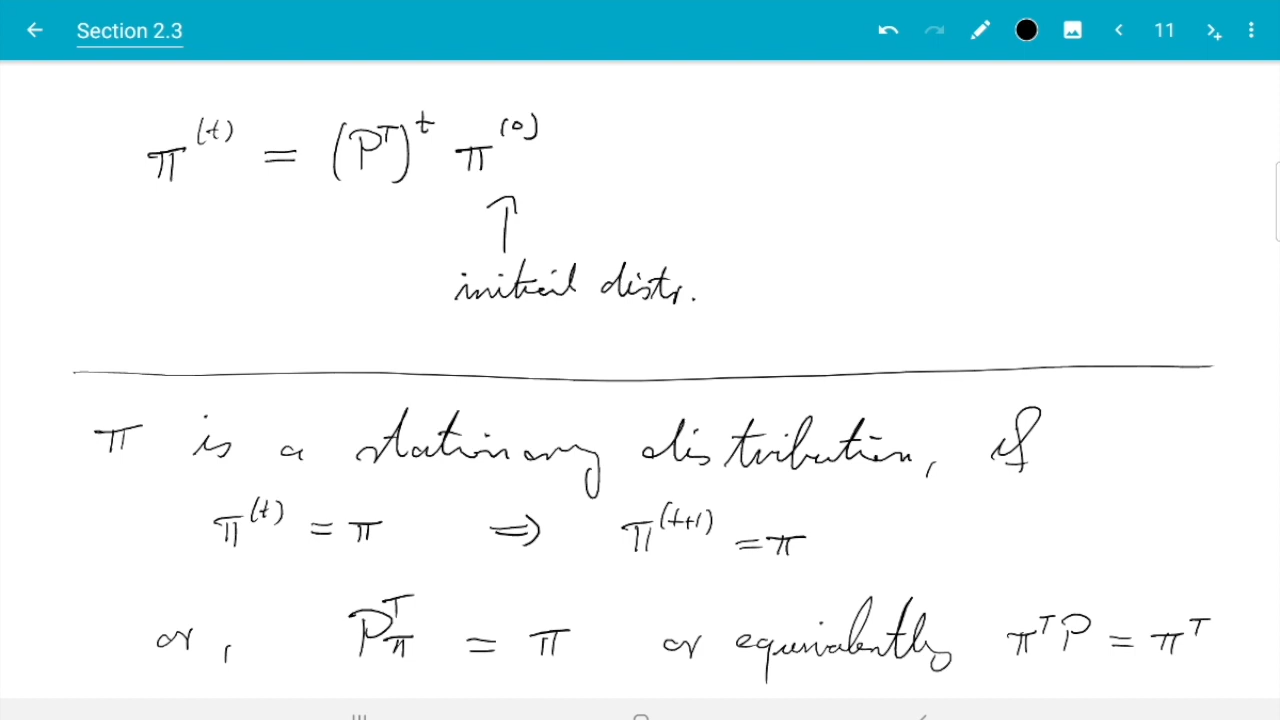 Section 2.3
11
π^(t) = (P^T)^t π^(0)
↑
initial distr.
π is a stationary distribution, if
π^(t) = π ⇒ π^(t+1) = π
or, P^T π = π or equivalently π^T P = π^T